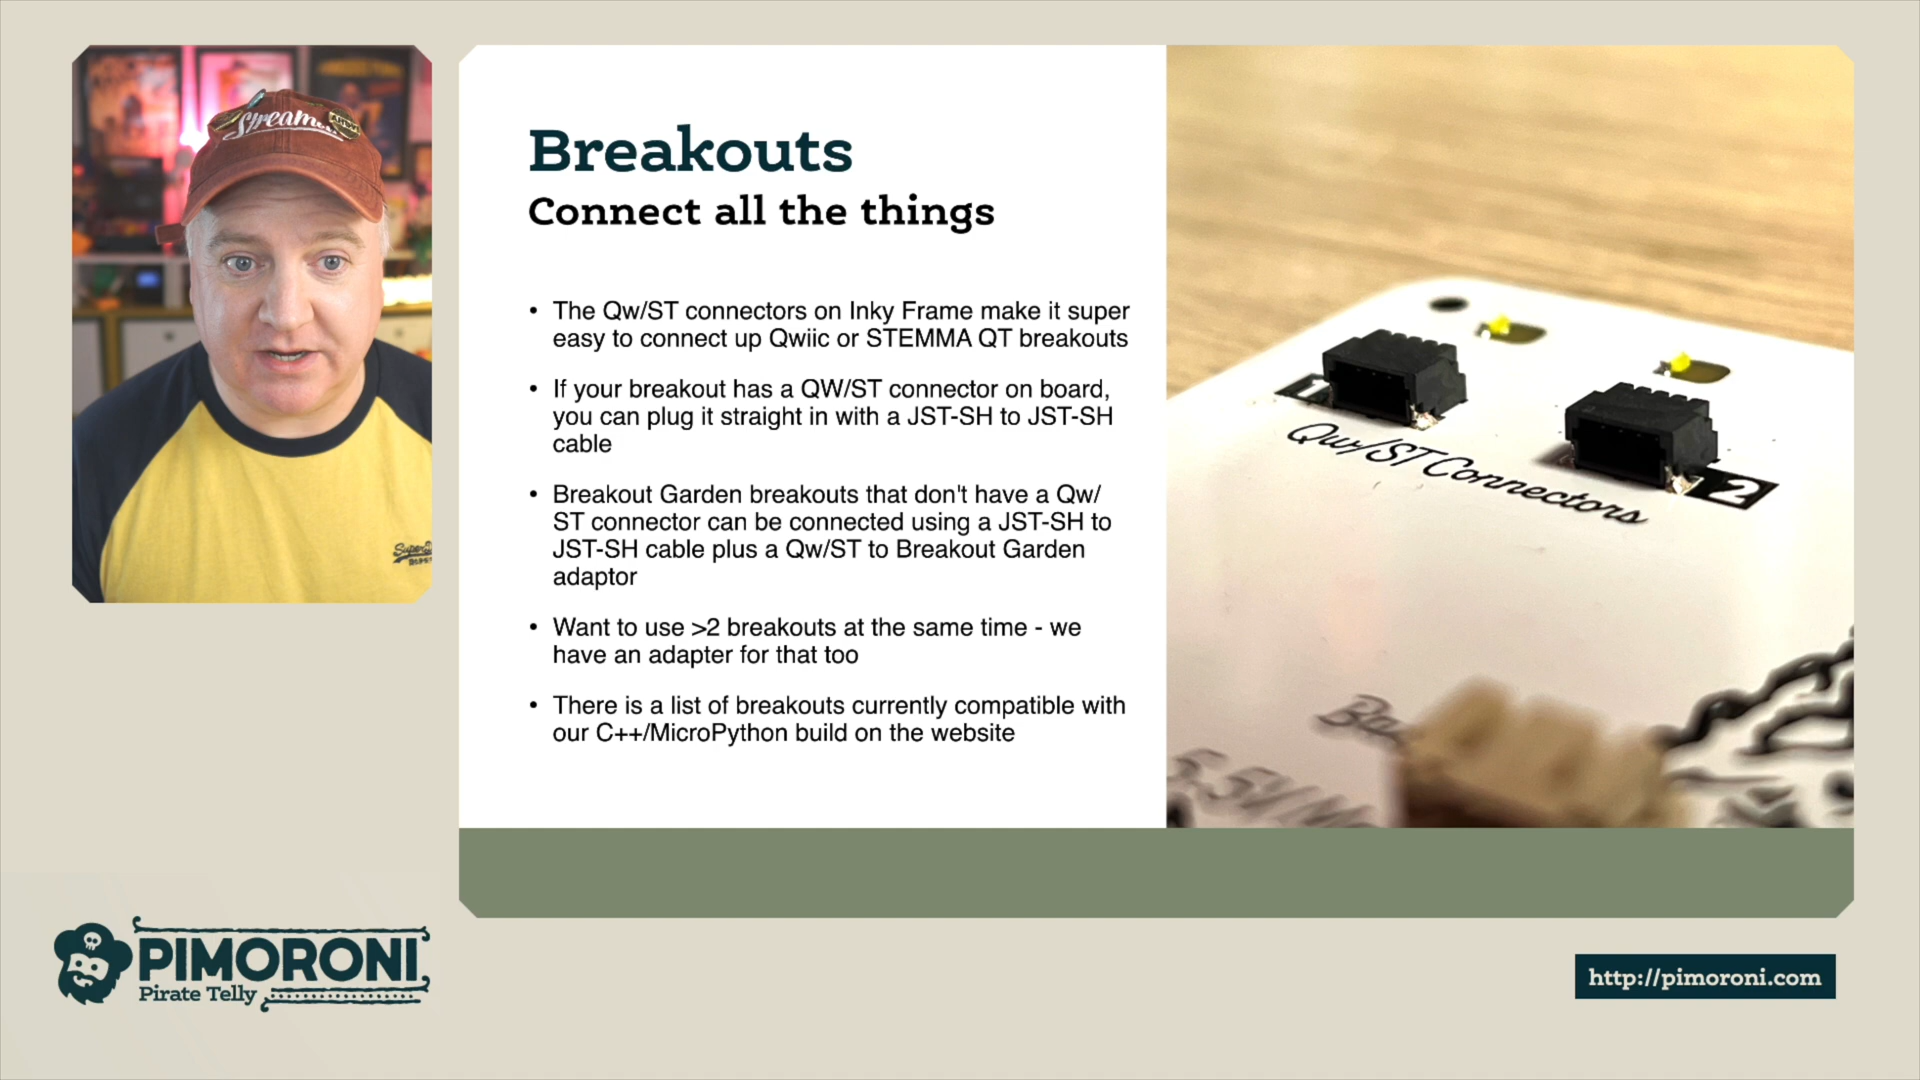 Breakouts
Connect all the things
• The Qw/ST connectors on Inky Frame make it super
easy to connect up Qwiic or STEMMA QT breakouts
• If your breakout has a QW/ST connector on board,
you can plug it straight in with a JST-SH to JST-SH
cable
• Breakout Garden breakouts that don't have a Qw/
ST connector can be connected using a JST-SH to
JST-SH cable plus a Qw/ST to Breakout Garden
adaptor
• Want to use >2 breakouts at the same time - we
have an adapter for that too
• There is a list of breakouts currently compatible with
our C++/MicroPython build on the website
Qw/ST Connectors
2
PIMORONI
Pirate Telly
http://pimoroni.com